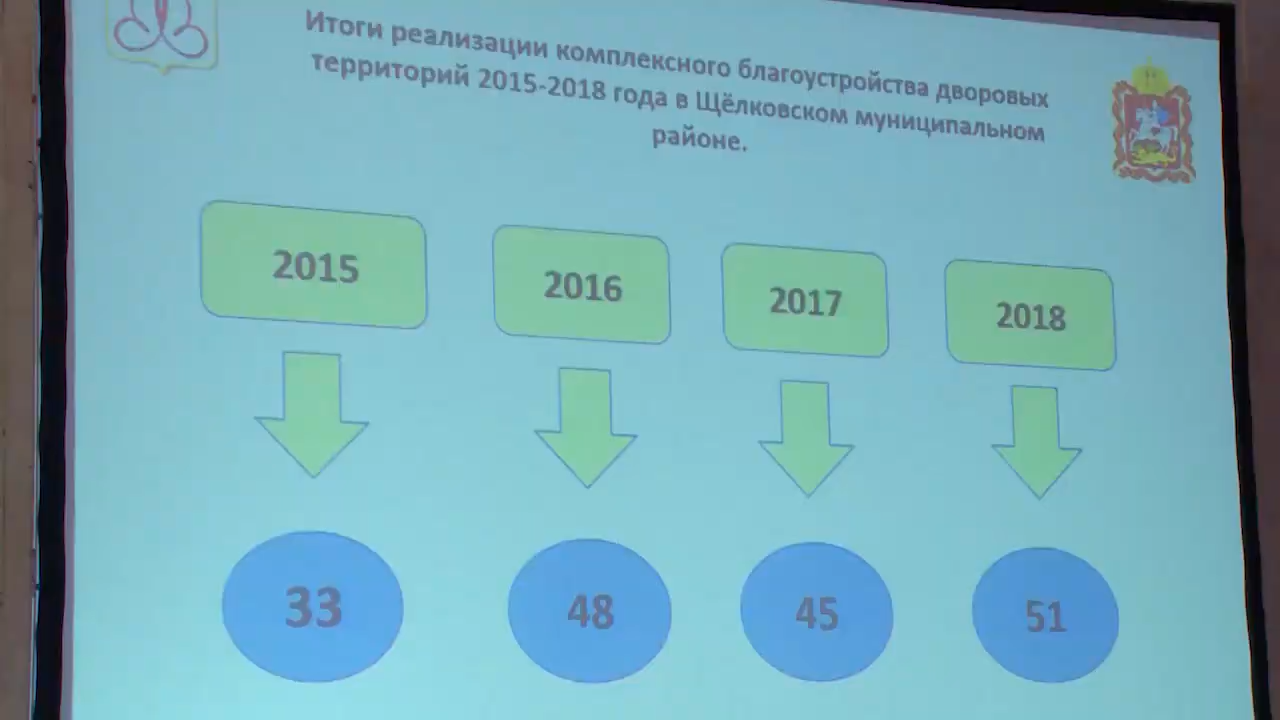 Итоги реализации комплексного благоустройства дворовых
территорий 2015-2018 года в Щёлковском муниципальном
районе.
2015
2016
2017
2018
33
48
45
51